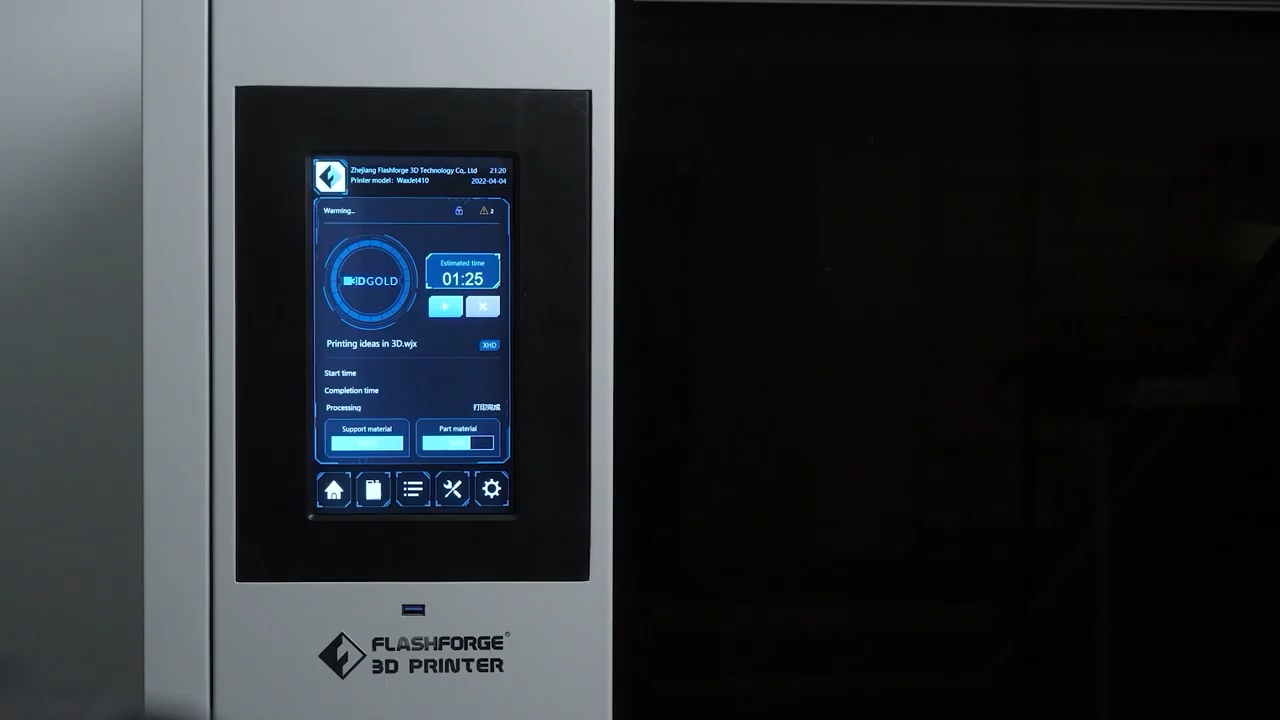 Zhejiang Flashforge 3D Technology Co,. Ltd 21:20
Printer model: WaxJet410 2022-04-04
Warming... 2
Estimated time
3DGOLD 01:25
Printing ideas in 3D.wjx XHD
Start time
Completion time
Processing 打印完成
Support material Part material
FLASHFORGE®
3D PRINTER